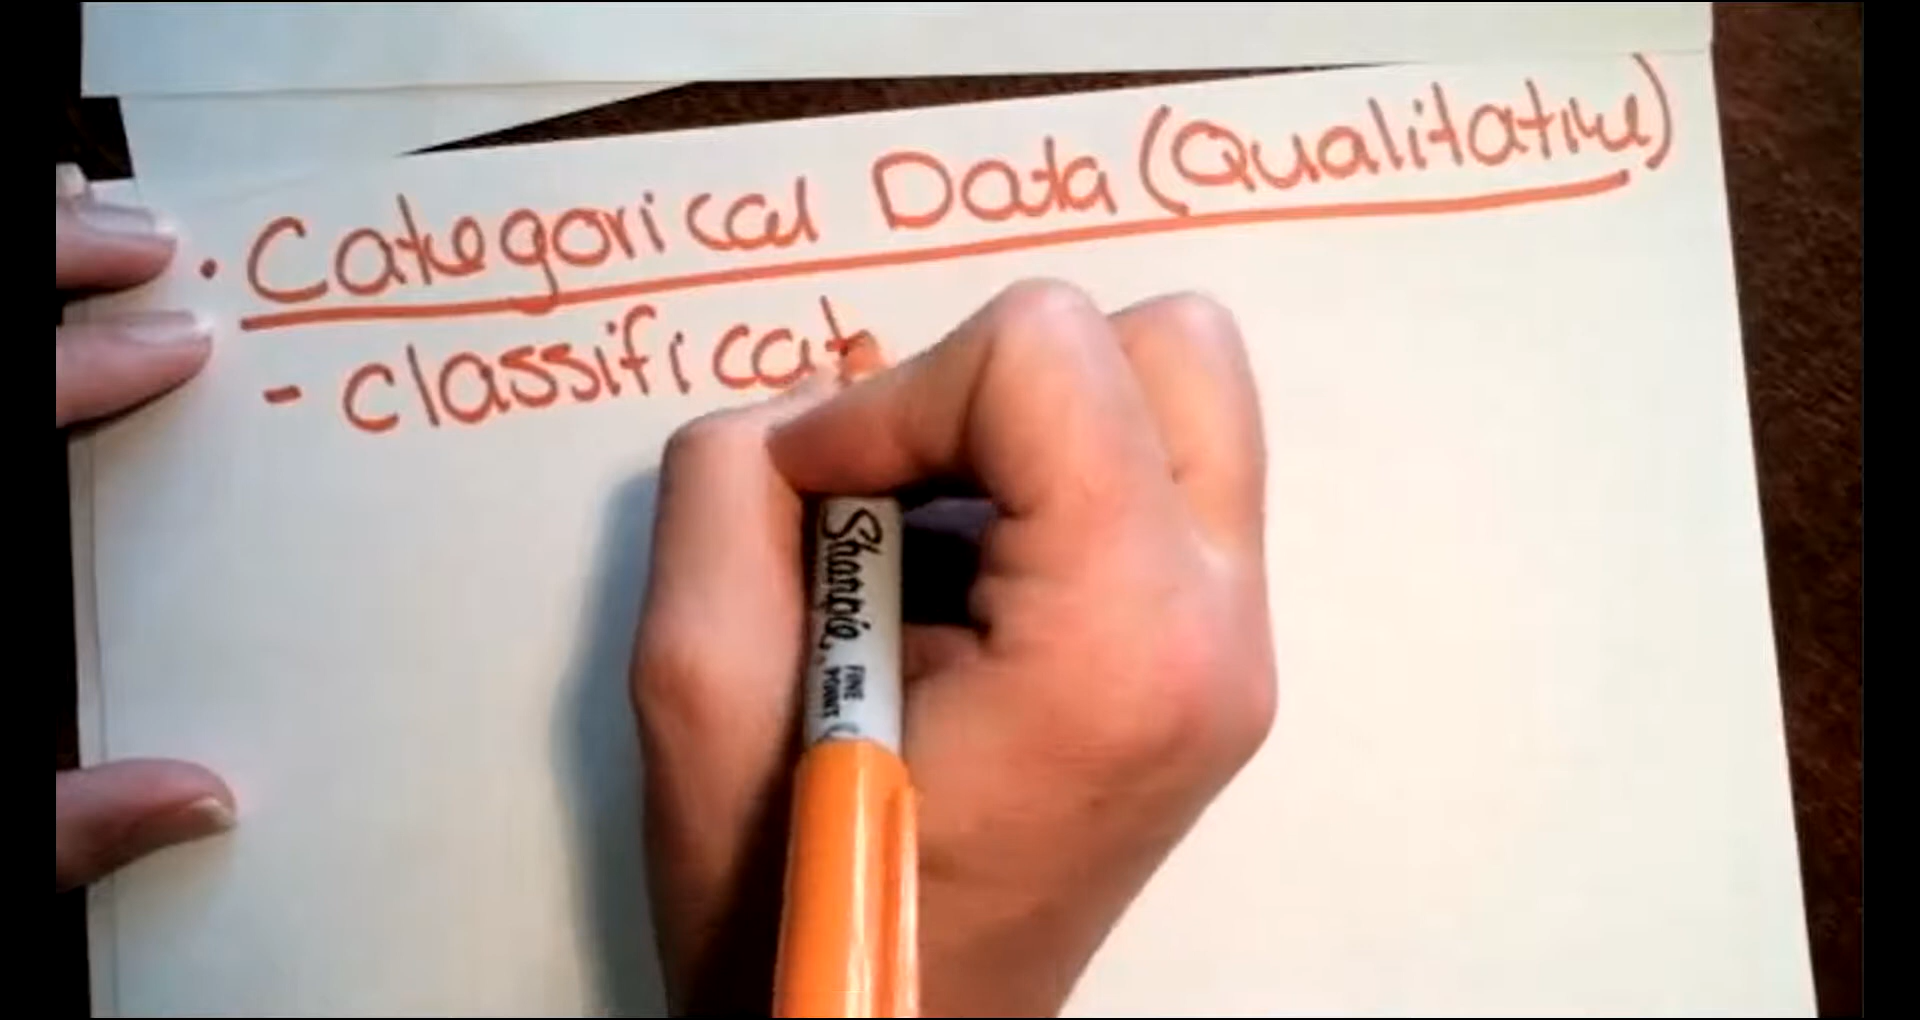 · Categorical Data (Qualitative)
- classificat
Sharpie.
FINE
POINT